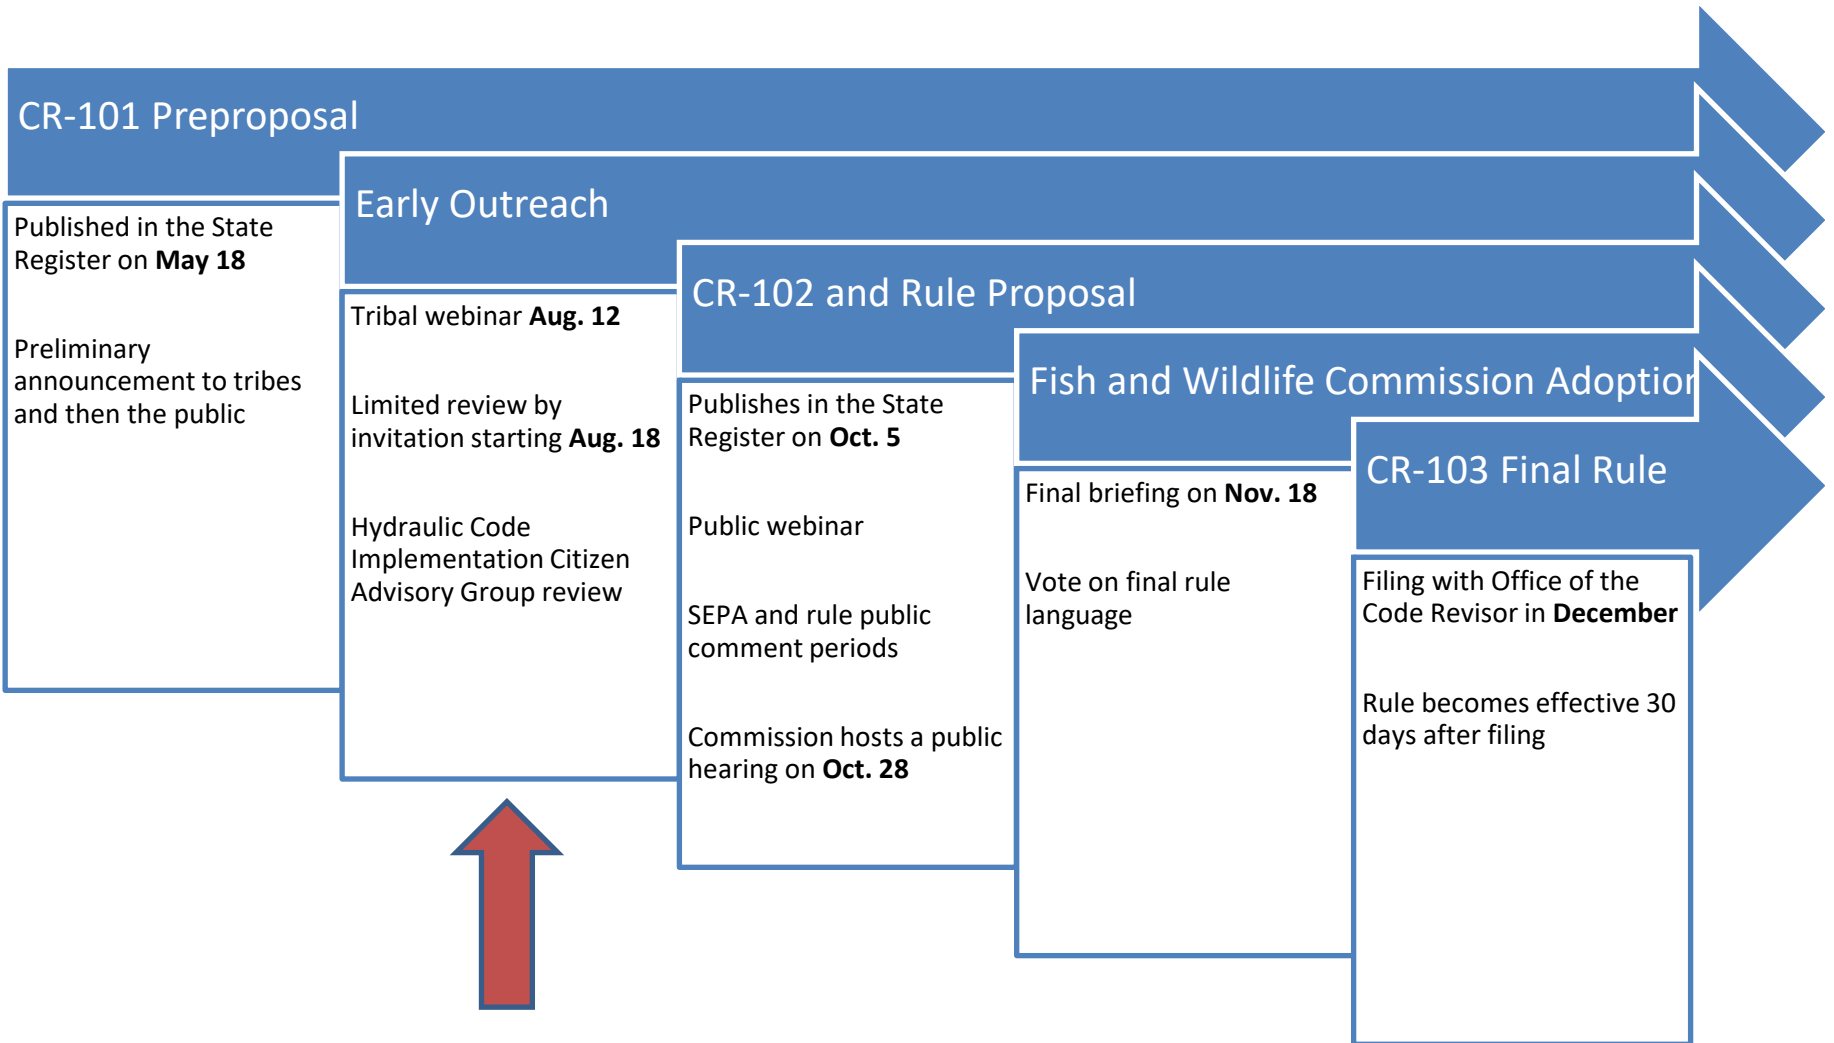 CR-101 Preproposal
Published in the State
Register on May 18
Preliminary
announcement to tribes
and then the public
Early Outreach
Tribal webinar Aug. 12
Limited review by
invitation starting Aug. 18
Hydraulic Code
Implementation Citizen
Advisory Group review
CR-102 and Rule Proposal
Publishes in the State
Register on Oct. 5
Public webinar
SEPA and rule public
comment periods
Commission hosts a public
hearing on Oct. 28
Fish and Wildlife Commission Adoption
Final briefing on Nov. 18
Vote on final rule
language
CR-103 Final Rule
Filing with Office of the
Code Revisor in December
Rule becomes effective 30
days after filing